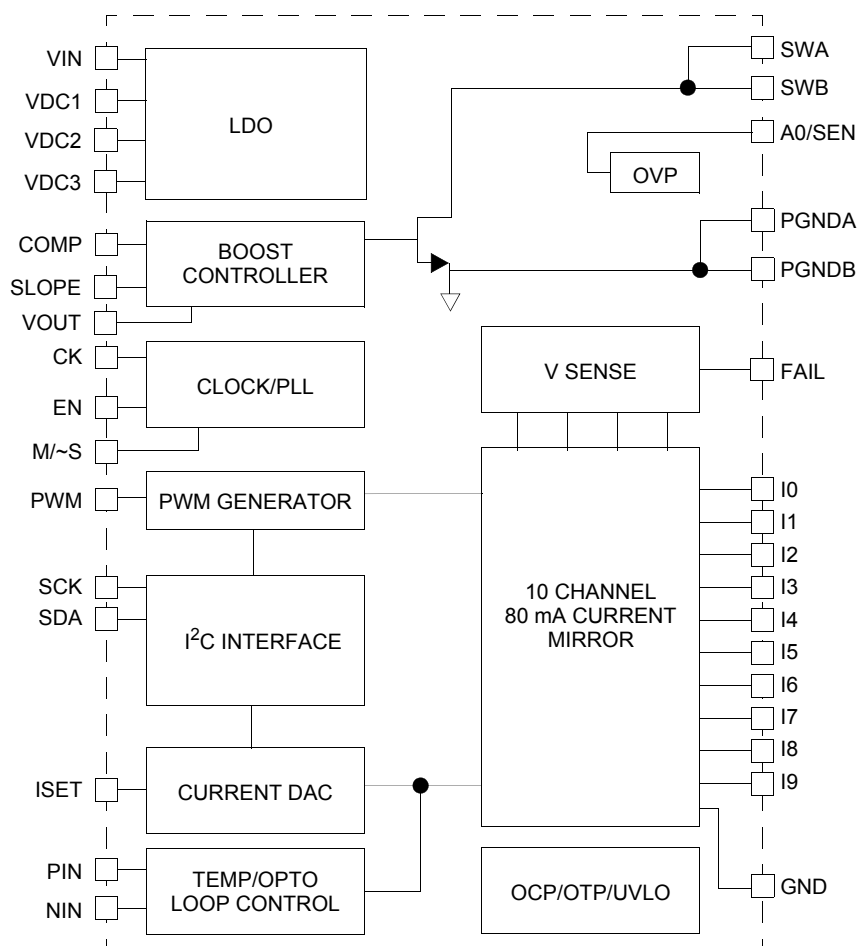 VIN
VDC1
VDC2
VDC3
LDO
SWA
SWB
A0/SEN
OVP
PGNDA
PGNDB
COMP
SLOPE
VOUT
BOOST
CONTROLLER
CK
EN
M/~S
CLOCK/PLL
V SENSE
FAIL
PWM
PWM GENERATOR
SCK
SDA
I²C INTERFACE
10 CHANNEL
80 mA CURRENT
MIRROR
I0
I1
I2
I3
I4
I5
I6
I7
I8
I9
ISET
CURRENT DAC
PIN
NIN
TEMP/OPTO
LOOP CONTROL
OCP/OTP/UVLO
GND